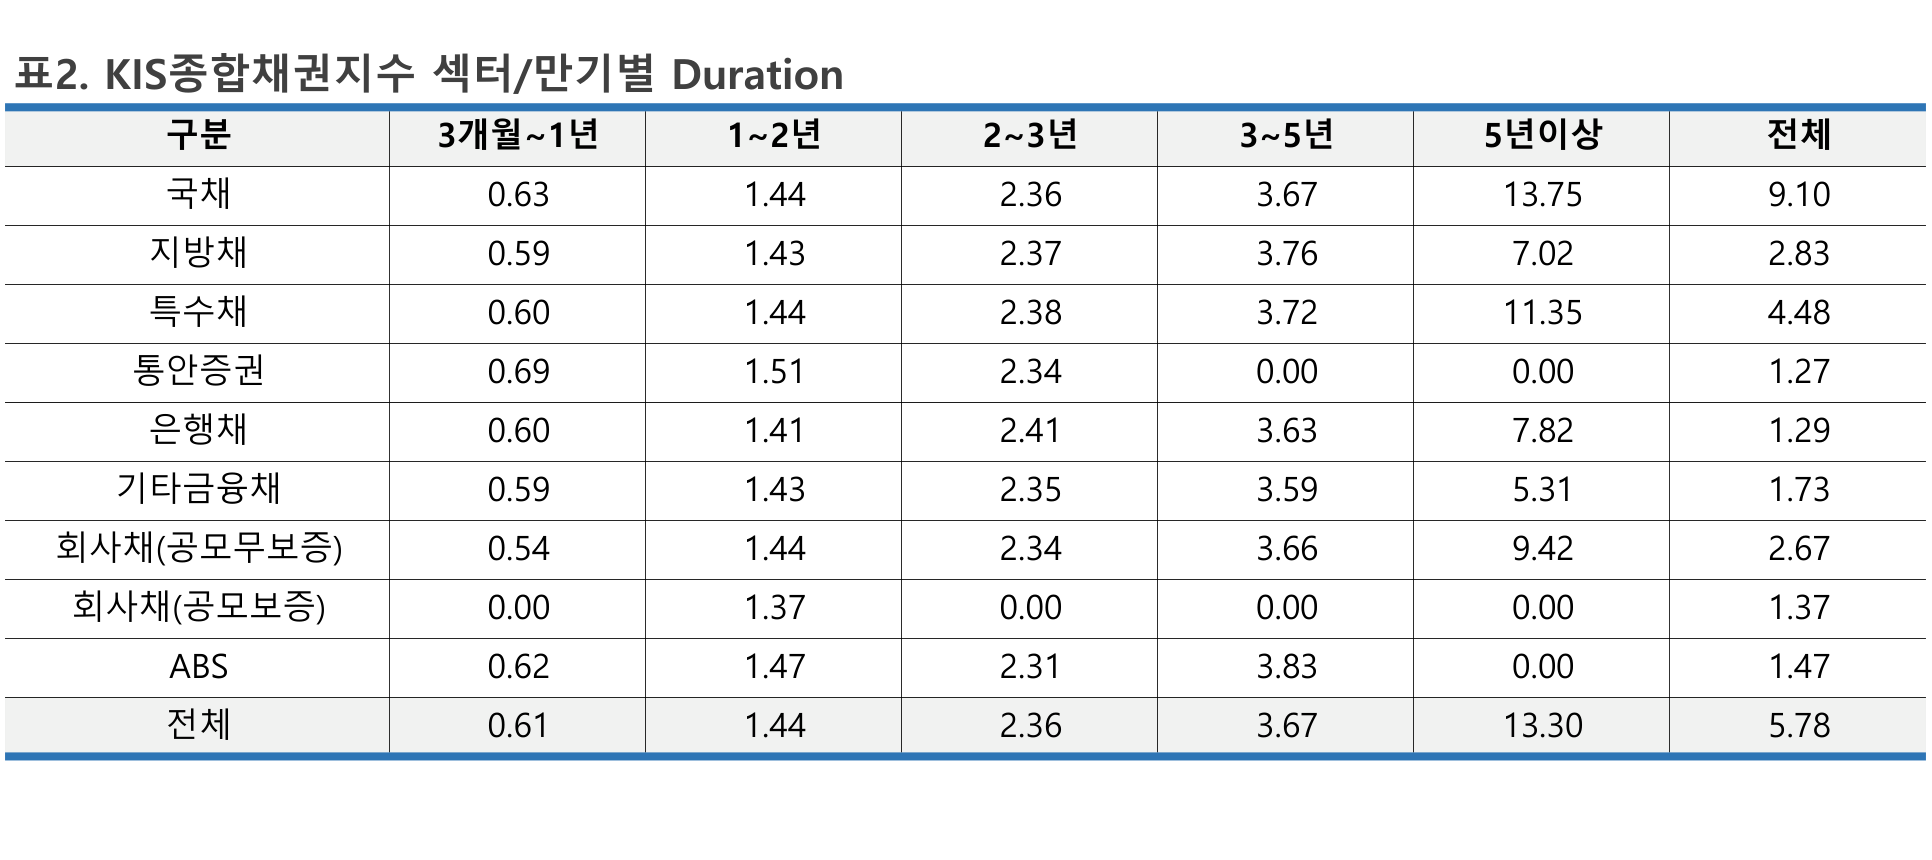 표2. KIS종합채권지수 섹터/만기별 Duration
구분 3개월~1년 1~2년 2~3년 3~5년 5년이상 전체
국채 0.63 1.44 2.36 3.67 13.75 9.10
지방채 0.59 1.43 2.37 3.76 7.02 2.83
특수채 0.60 1.44 2.38 3.72 11.35 4.48
통안증권 0.69 1.51 2.34 0.00 0.00 1.27
은행채 0.60 1.41 2.41 3.63 7.82 1.29
기타금융채 0.59 1.43 2.35 3.59 5.31 1.73
회사채(공모무보증) 0.54 1.44 2.34 3.66 9.42 2.67
회사채(공모보증) 0.00 1.37 0.00 0.00 0.00 1.37
ABS 0.62 1.47 2.31 3.83 0.00 1.47
전체 0.61 1.44 2.36 3.67 13.30 5.78